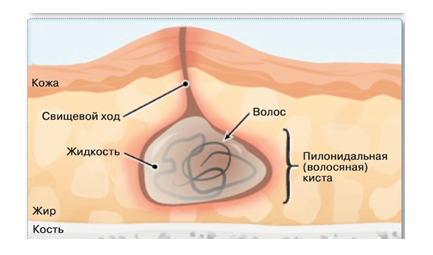 Кожа
Свищевой ход
Волос
Жидкость
Пилонидальная
(волосяная)
киста
Жир
Кость